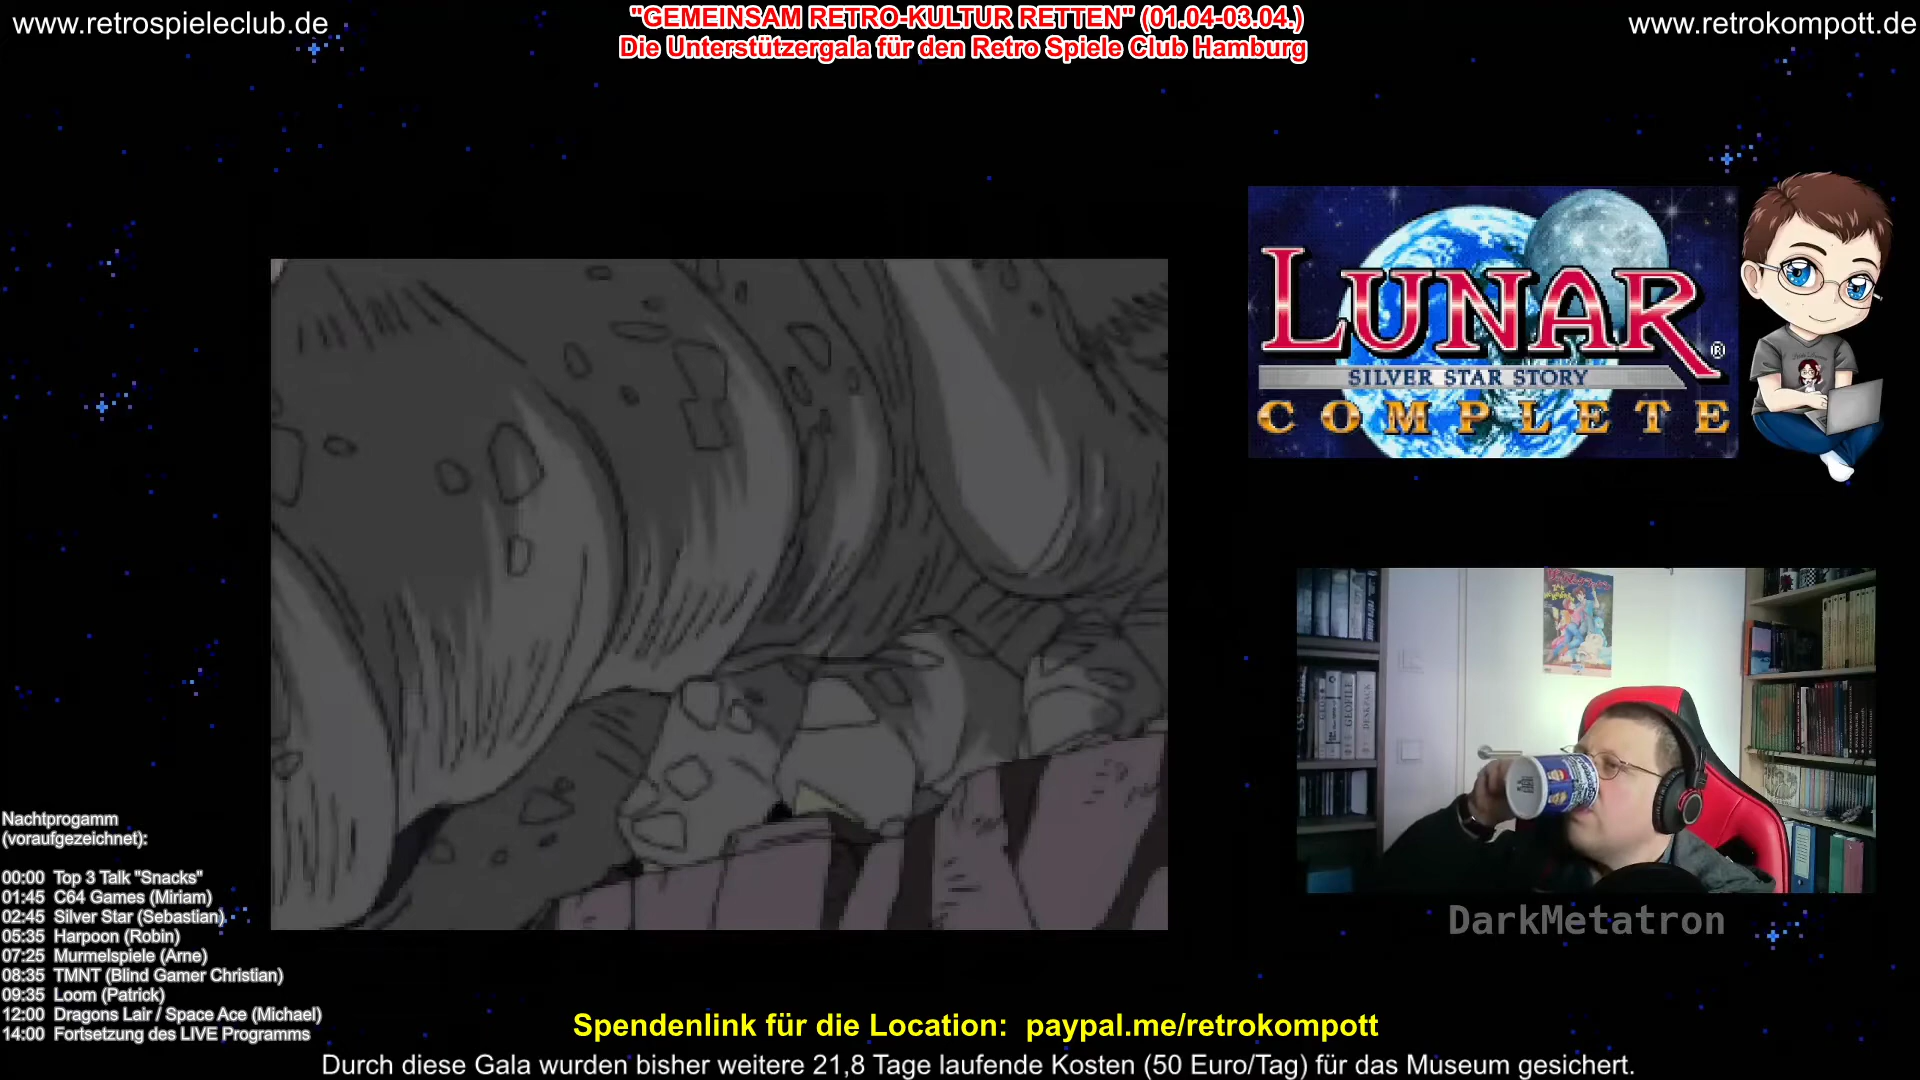 www.retrospieleclub.de
"GEMEINSAM RETRO-KULTUR RETTEN" (01.04-03.04.)
Die Unterstützergala für den Retro Spiele Club Hamburg
www.retrokompott.de
LUNAR®
SILVER STAR STORY
COMPLETE
DarkMetatron
Nachtprogamm
(voraufgezeichnet):
00:00 Top 3 Talk "Snacks"
01:45 C64 Games (Miriam)
02:45 Silver Star (Sebastian)
05:35 Harpoon (Robin)
07:25 Murmelspiele (Arne)
08:35 TMNT (Blind Gamer Christian)
09:35 Loom (Patrick)
12:00 Dragons Lair / Space Ace (Michael)
14:00 Fortsetzung des LIVE Programms
Spendenlink für die Location: paypal.me/retrokompott
Durch diese Gala wurden bisher weitere 21,8 Tage laufende Kosten (50 Euro/Tag) für das Museum gesichert.